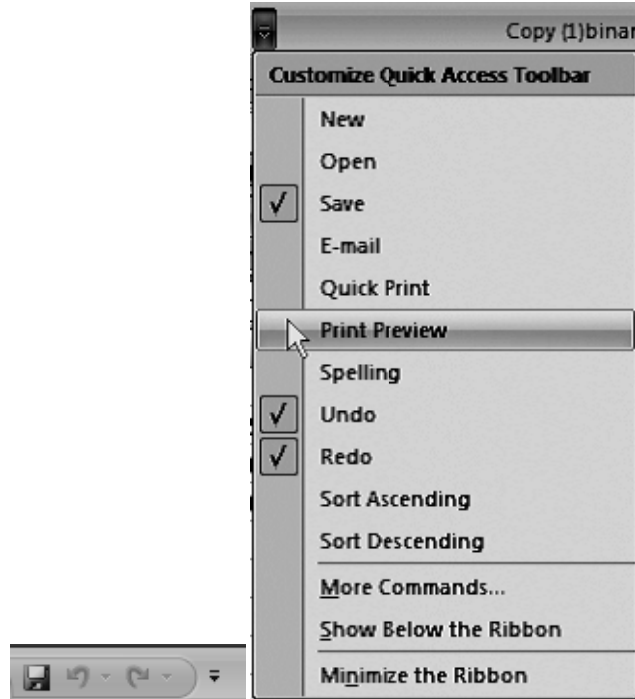 Copy (1)binar
Customize Quick Access Toolbar
New
Open
Save
E-mail
Quick Print
Print Preview
Spelling
Undo
Redo
Sort Ascending
Sort Descending
More Commands...
Show Below the Ribbon
Minimize the Ribbon